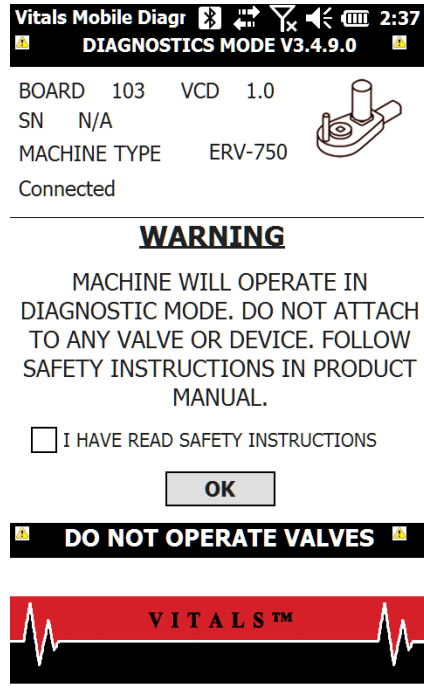 Vitals Mobile Diagr 2:37
DIAGNOSTICS MODE V3.4.9.0
BOARD 103 VCD 1.0
SN N/A
MACHINE TYPE ERV-750
Connected
WARNING
MACHINE WILL OPERATE IN
DIAGNOSTIC MODE. DO NOT ATTACH
TO ANY VALVE OR DEVICE. FOLLOW
SAFETY INSTRUCTIONS IN PRODUCT
MANUAL.
I HAVE READ SAFETY INSTRUCTIONS
OK
DO NOT OPERATE VALVES
VITALS™